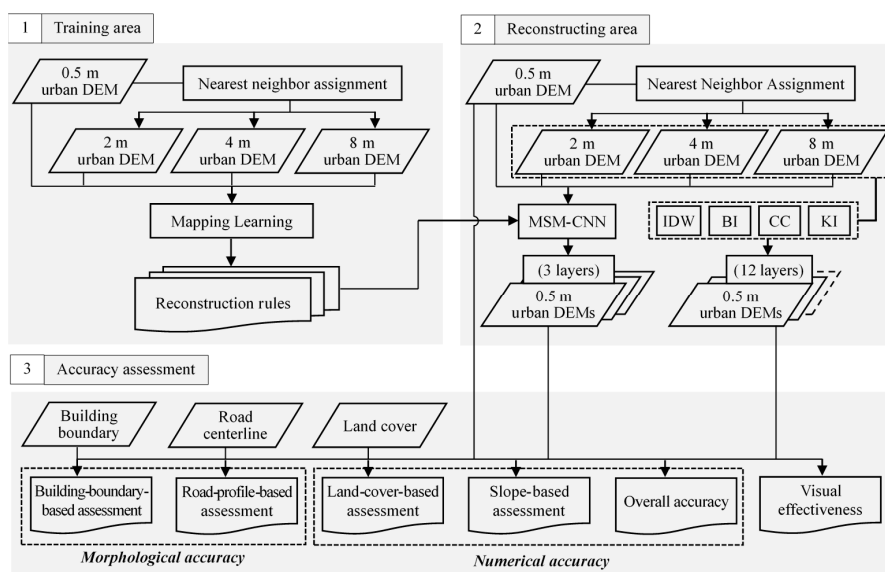 1 Training area
0.5 m
urban DEM
Nearest neighbor assignment
2 m
urban DEM
4 m
urban DEM
8 m
urban DEM
Mapping Learning
Reconstruction rules
2 Reconstructing area
0.5 m
urban DEM
Nearest Neighbor Assignment
2 m
urban DEM
4 m
urban DEM
8 m
urban DEM
MSM-CNN
IDW BI CC KI
(3 layers)
0.5 m
urban DEMs
(12 layers)
0.5 m
urban DEMs
3 Accuracy assessment
Building
boundary
Road
centerline
Land cover
Building-boundary-
based assessment
Road-profile-based
assessment
Land-cover-based
assessment
Slope-based
assessment
Overall accuracy
Visual
effectiveness
Morphological accuracy
Numerical accuracy